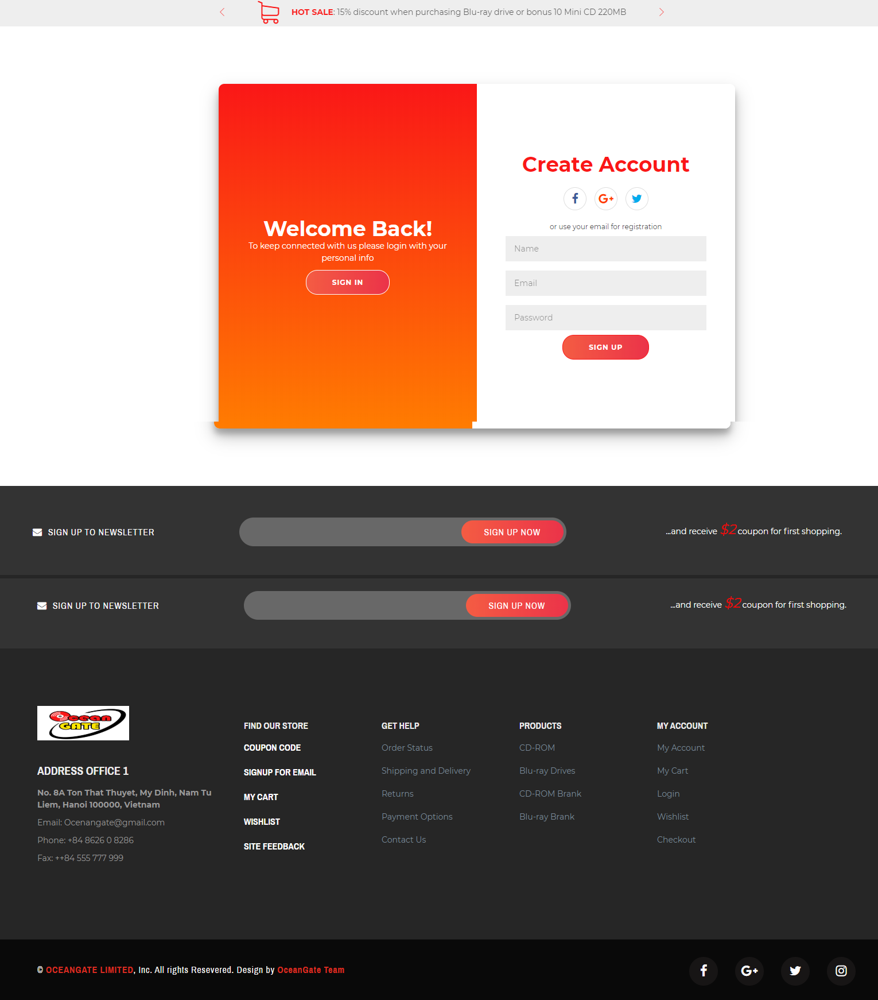 HOT SALE: 15% discount when purchasing Blu-ray drive or bonus 10 Mini CD 220MB
Welcome Back!
To keep connected with us please login with your
personal info
SIGN IN
Create Account
G+
or use your email for registration
Name
Email
Password
SIGN UP
SIGN UP TO NEWSLETTER
SIGN UP NOW
...and receive $2 coupon for first shopping.
SIGN UP TO NEWSLETTER
SIGN UP NOW
...and receive $2 coupon for first shopping.
Ocean
GATE
ADDRESS OFFICE 1
No. 8A Ton That Thuyet, My Dinh, Nam Tu
Liem, Hanoi 100000, Vietnam
Email: Ocenangate@gmail.com
Phone: +84 8626 0 8286
Fax: ++84 555 777 999
FIND OUR STORE
COUPON CODE
SIGNUP FOR EMAIL
MY CART
WISHLIST
SITE FEEDBACK
GET HELP
Order Status
Shipping and Delivery
Returns
Payment Options
Contact Us
PRODUCTS
CD-ROM
Blu-ray Drives
CD-ROM Brank
Blu-ray Brank
MY ACCOUNT
My Account
My Cart
Login
Wishlist
Checkout
© OCEANGATE LIMITED, Inc. All rights Resevered. Design by OceanGate Team
G+